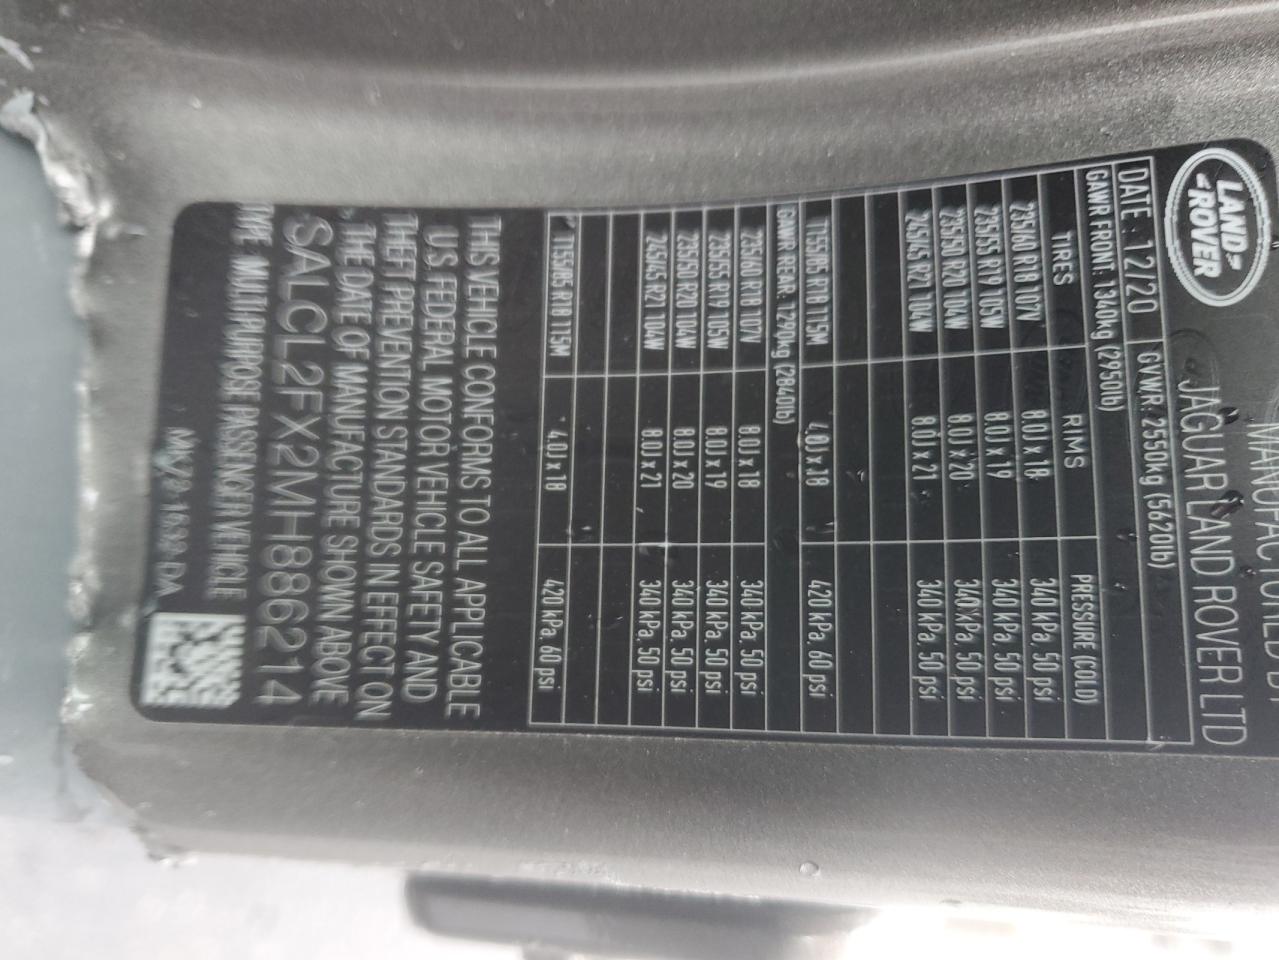 LAND
ROVER
MANUFACTURED BY
JAGUAR LAND ROVER LTD
DATE : 12/20 GVWR: 2550kg (5620lb)
GAWR FRONT: 1340kg (2950lb)
TIRES RIMS PRESSURE (COLD)
235/60 R18 107V 8.0J x 18 340 kPa. 50 psi
235/55 R19 105W 8.0J x 19 340 kPa. 50 psi
235/50 R20 104W 8.0J x 20 340 kPa. 50 psi
245/45 R21 104W 8.0J x 21 340 kPa. 50 psi
T155/85 R18 115M 4.0J x 18 420 kPa. 60 psi
GAWR REAR: 1290kg (2840lb)
235/60 R18 107V 8.0J x 18 340 kPa. 50 psi
235/55 R19 105W 8.0J x 19 340 kPa. 50 psi
235/50 R20 104W 8.0J x 20 340 kPa. 50 psi
245/45 R21 104W 8.0J x 21 340 kPa. 50 psi
T155/85 R18 115M 4.0J x 18 420 kPa. 60 psi
THIS VEHICLE CONFORMS TO ALL APPLICABLE
U.S. FEDERAL MOTOR VEHICLE SAFETY AND
THEFT PREVENTION STANDARDS IN EFFECT ON
THE DATE OF MANUFACTURE SHOWN ABOVE
SALCL2FX2MH886214
TYPE MULTI-PURPOSE PASSENGER VEHICLE